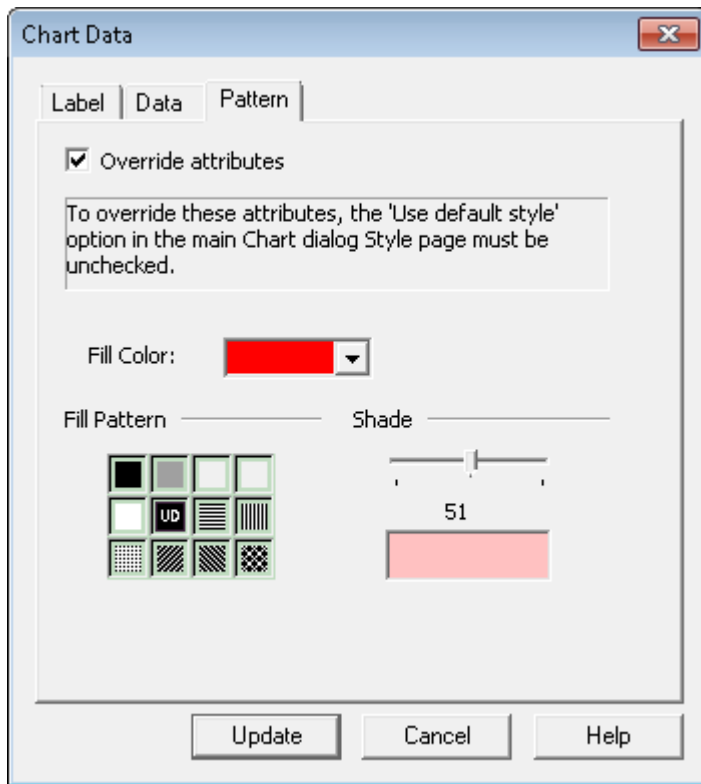 Chart Data
Label Data Pattern
Override attributes
To override these attributes, the 'Use default style'
option in the main Chart dialog Style page must be
unchecked.
Fill Color:
Fill Pattern Shade
UD
51
Update Cancel Help